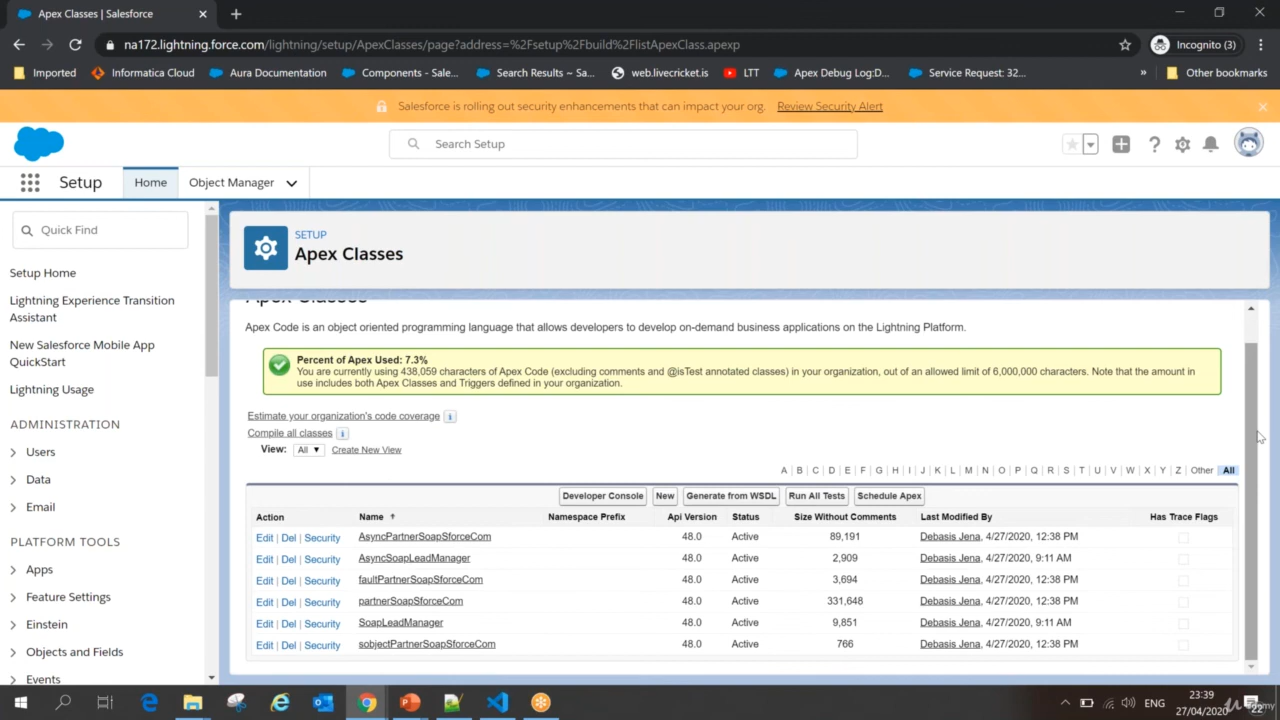 Apex Classes | Salesforce
na172.lightning.force.com/lightning/setup/ApexClasses/page?address=%2Fsetup%2Fbuild%2FlistApexClass.apexp
Incognito (3)
Imported
Informatica Cloud
Aura Documentation
Components - Sale...
Search Results ~ Sa...
web.livecricket.is
LTT
Apex Debug Log:D...
Service Request: 32...
»
Other bookmarks
Salesforce is rolling out security enhancements that can impact your org. Review Security Alert
Search Setup
Setup
Home
Object Manager
Quick Find
Setup Home
Lightning Experience Transition
Assistant
New Salesforce Mobile App
QuickStart
Lightning Usage
ADMINISTRATION
Users
Data
Email
PLATFORM TOOLS
Apps
Feature Settings
Einstein
Objects and Fields
Events
SETUP
Apex Classes
Apex Classes
Apex Code is an object oriented programming language that allows developers to develop on-demand business applications on the Lightning Platform.
Percent of Apex Used: 7.3%
You are currently using 438,059 characters of Apex Code (excluding comments and @isTest annotated classes) in your organization, out of an allowed limit of 6,000,000 characters. Note that the amount in
use includes both Apex Classes and Triggers defined in your organization.
Estimate your organization's code coverage i
Compile all classes i
View: All ▼ Create New View
A | B | C | D | E | F | G | H | I | J | K | L | M | N | O | P | Q | R | S | T | U | V | W | X | Y | Z | Other | All
Developer Console New Generate from WSDL Run All Tests Schedule Apex
Action Name ↑ Namespace Prefix Api Version Status Size Without Comments Last Modified By Has Trace Flags
Edit | Del | Security AsyncPartnerSoapSforceCom 48.0 Active 89,191 Debasis Jena, 4/27/2020, 12:38 PM
Edit | Del | Security AsyncSoapLeadManager 48.0 Active 2,909 Debasis Jena, 4/27/2020, 9:11 AM
Edit | Del | Security faultPartnerSoapSforceCom 48.0 Active 3,694 Debasis Jena, 4/27/2020, 12:38 PM
Edit | Del | Security partnerSoapSforceCom 48.0 Active 331,648 Debasis Jena, 4/27/2020, 12:38 PM
Edit | Del | Security SoapLeadManager 48.0 Active 9,851 Debasis Jena, 4/27/2020, 9:11 AM
Edit | Del | Security sobjectPartnerSoapSforceCom 48.0 Active 766 Debasis Jena, 4/27/2020, 12:38 PM
ENG
23:39
27/04/2020
22